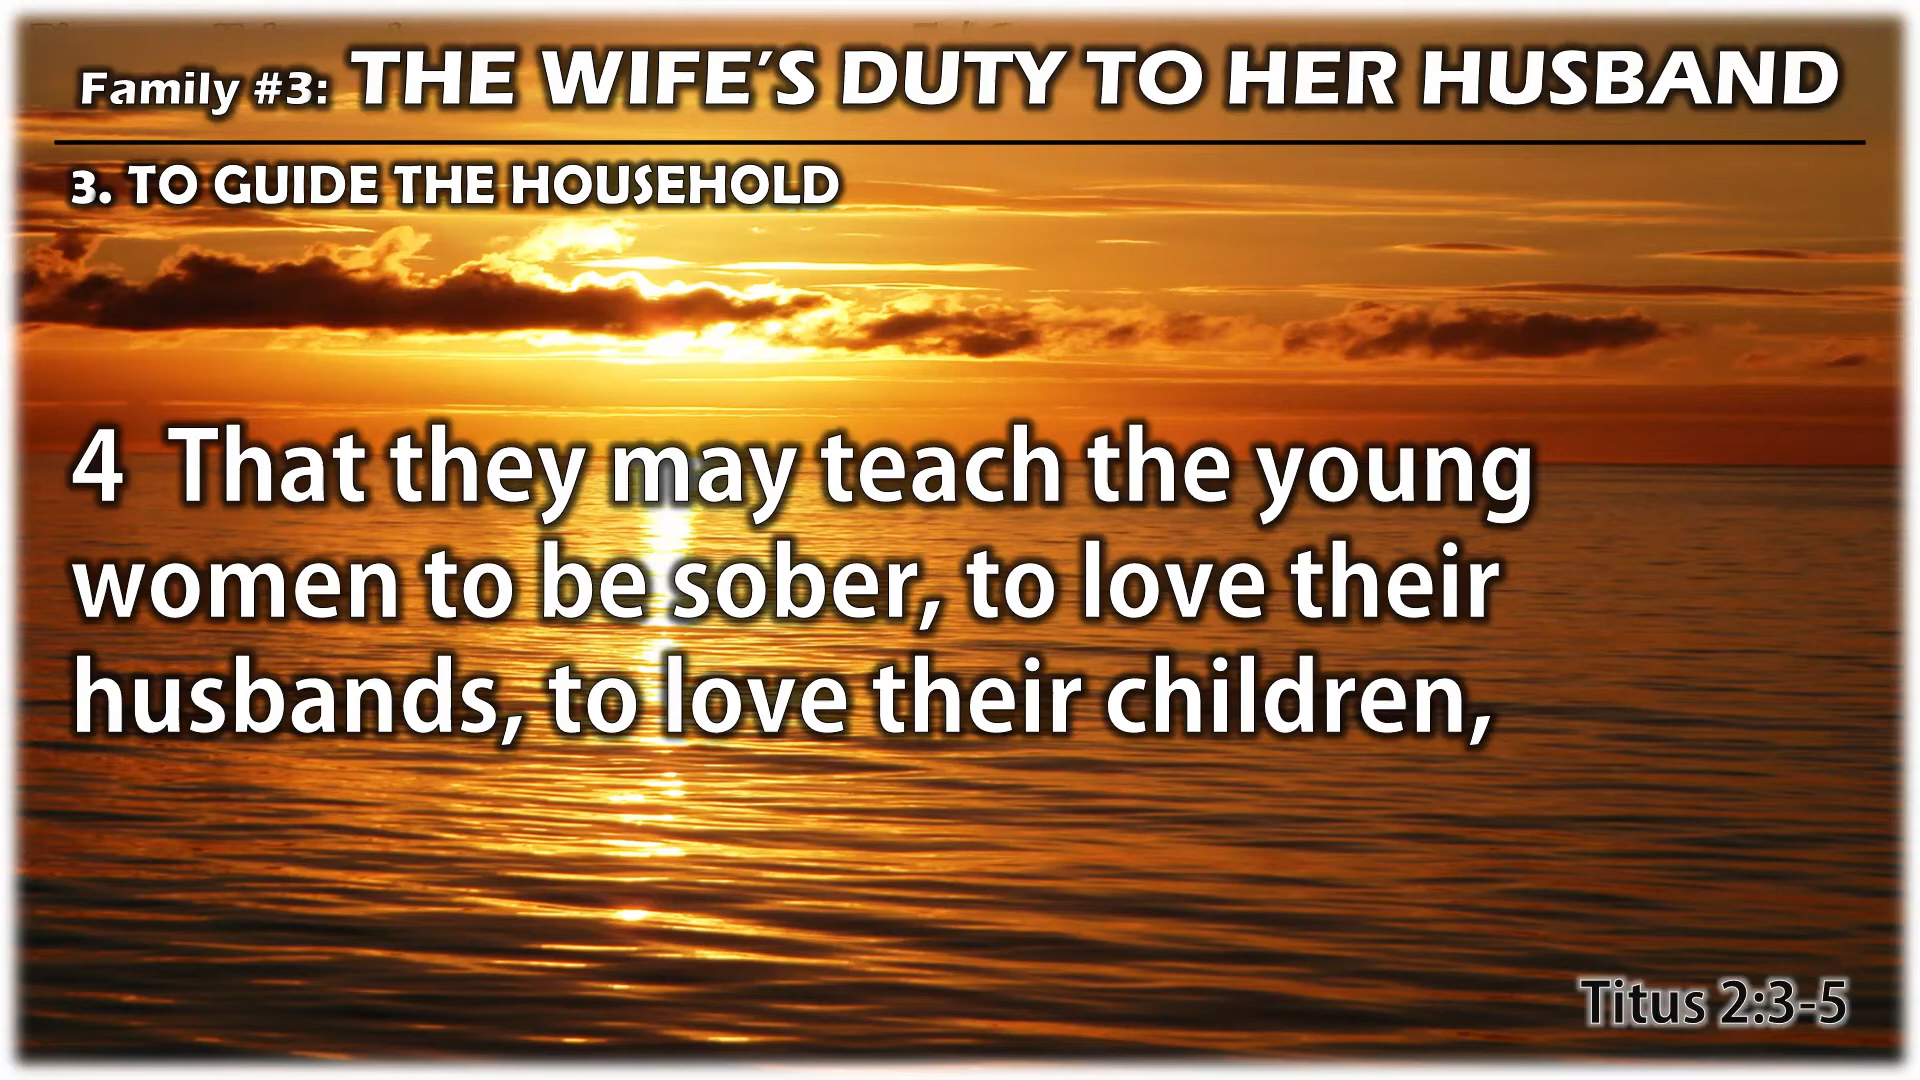 Family #3: THE WIFE'S DUTY TO HER HUSBAND
3. TO GUIDE THE HOUSEHOLD
4 That they may teach the young
women to be sober, to love their
husbands, to love their children,
Titus 2:3-5